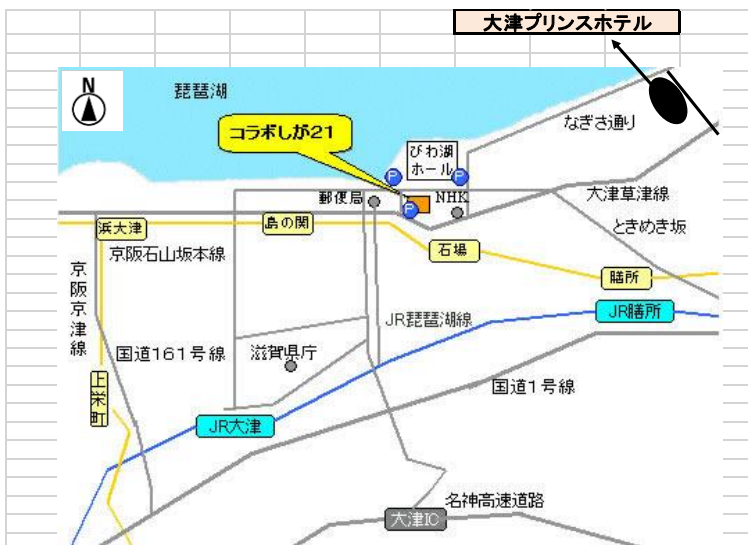 大津プリンスホテル
N
琵琶湖
なぎさ通り
コラボしが21
びわ湖
ホール
P
P
P
郵便局
NHK
大津草津線
ときめき坂
浜大津
島の関
石場
京阪石山坂本線
膳所
京阪京津線
JR膳所
JR琵琶湖線
国道161号線
滋賀県庁
国道1号線
上栄町
JR大津
名神高速道路
大津IC